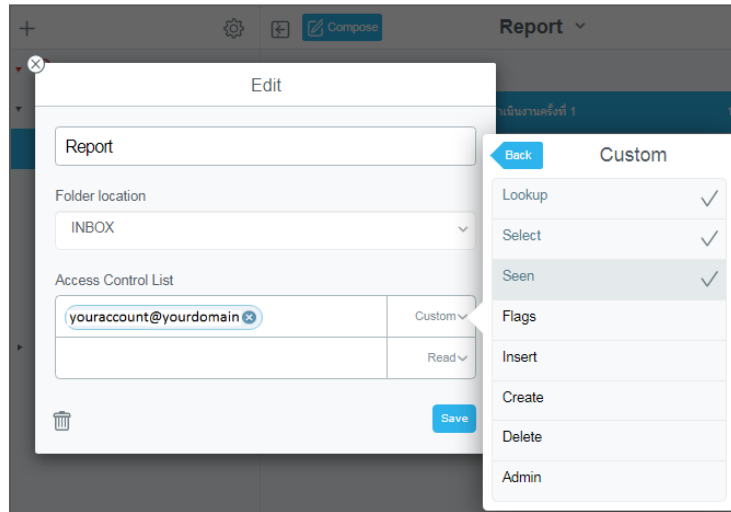 Compose
Report
Edit
Report
Folder location
INBOX
Access Control List
youraccount@yourdomain
Custom
Read
Save
Back
Custom
Lookup
Select
Seen
Flags
Insert
Create
Delete
Admin